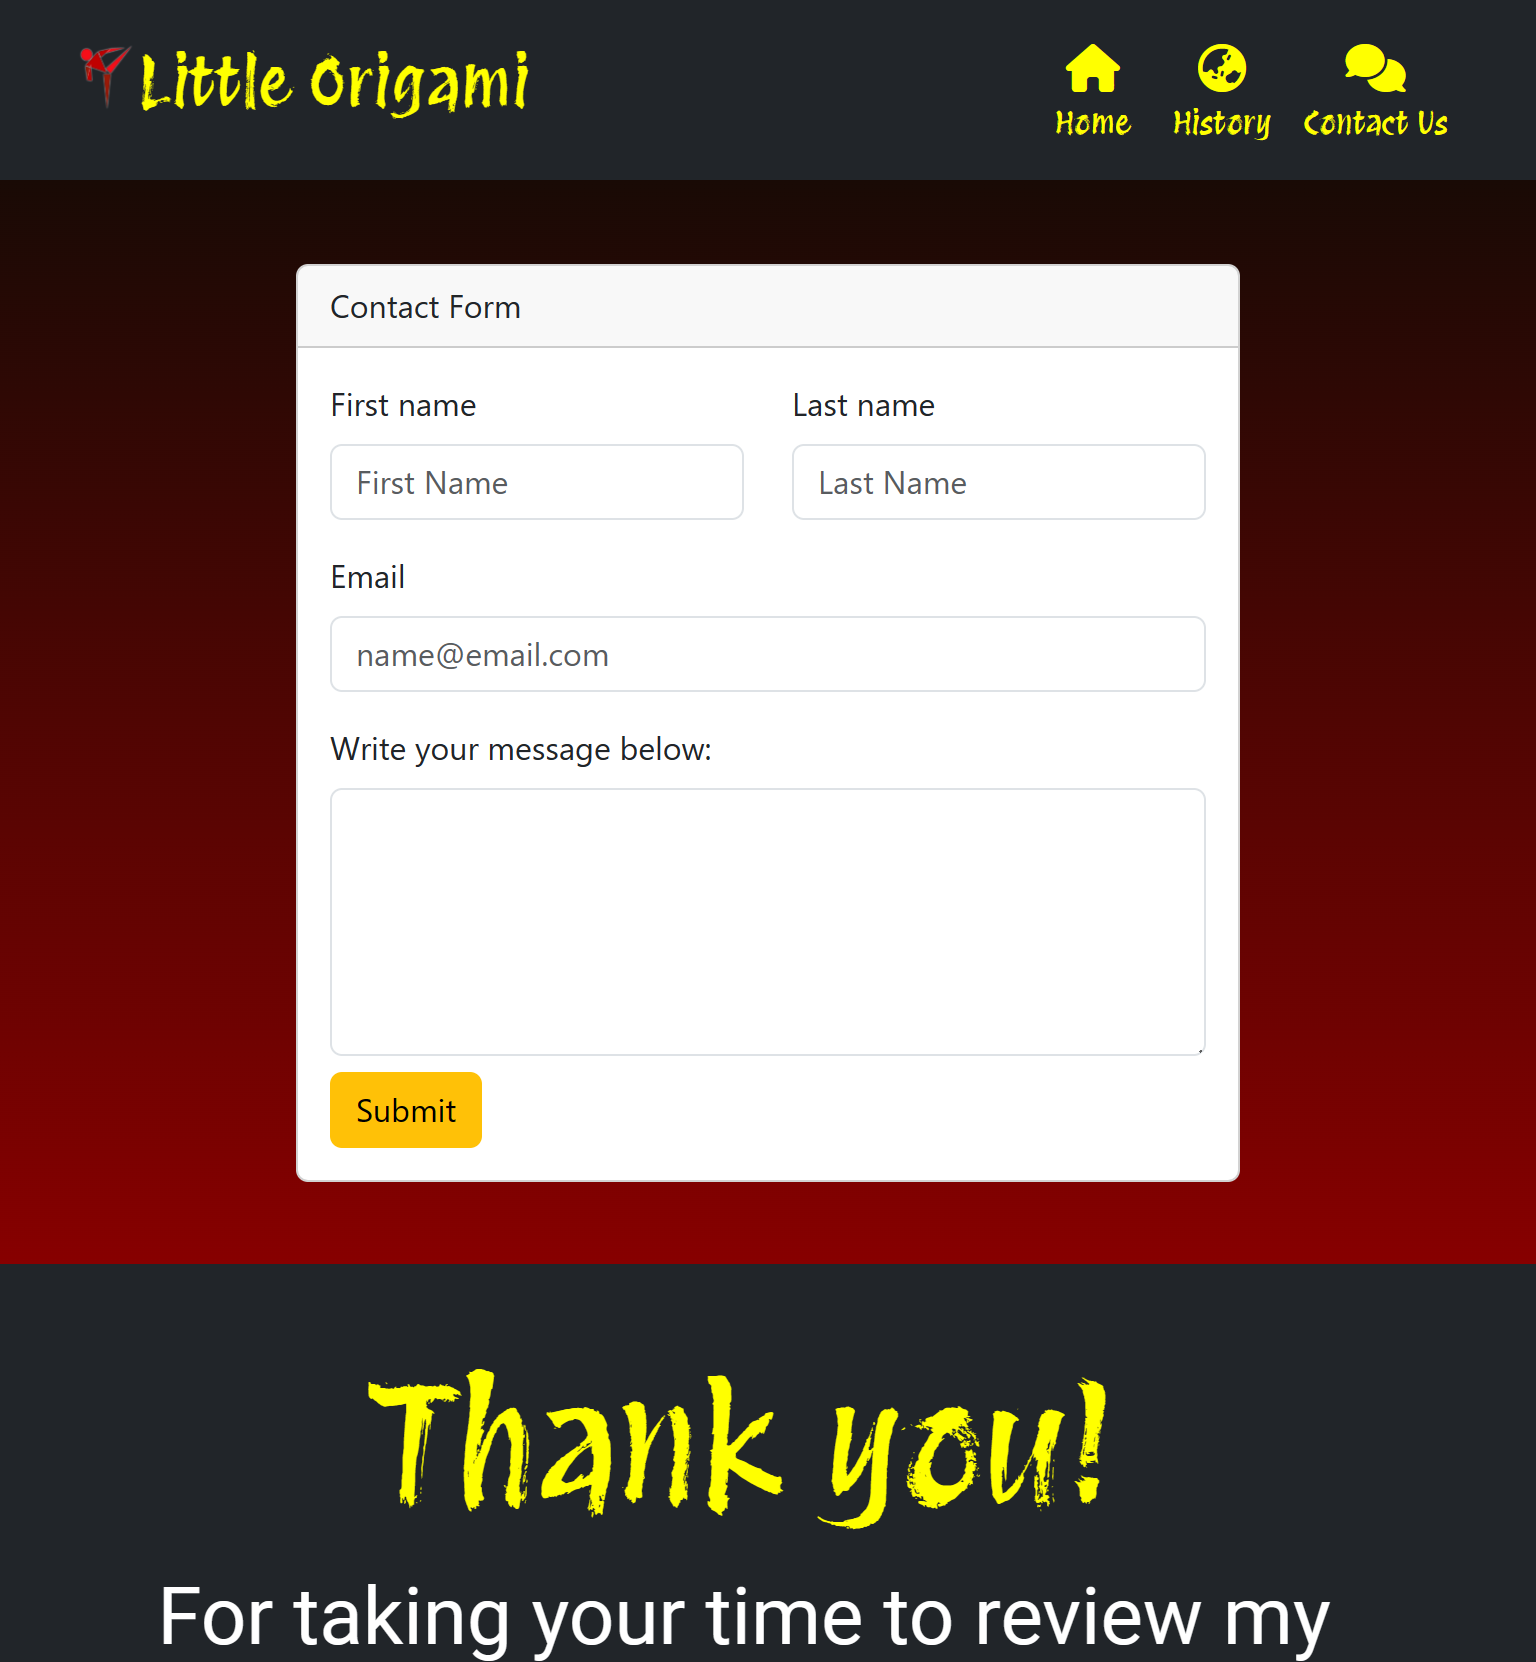 Little Origami
Home History Contact Us
Contact Form
First name Last name
First Name Last Name
Email
name@email.com
Write your message below:
Submit
Thank you!
For taking your time to review my